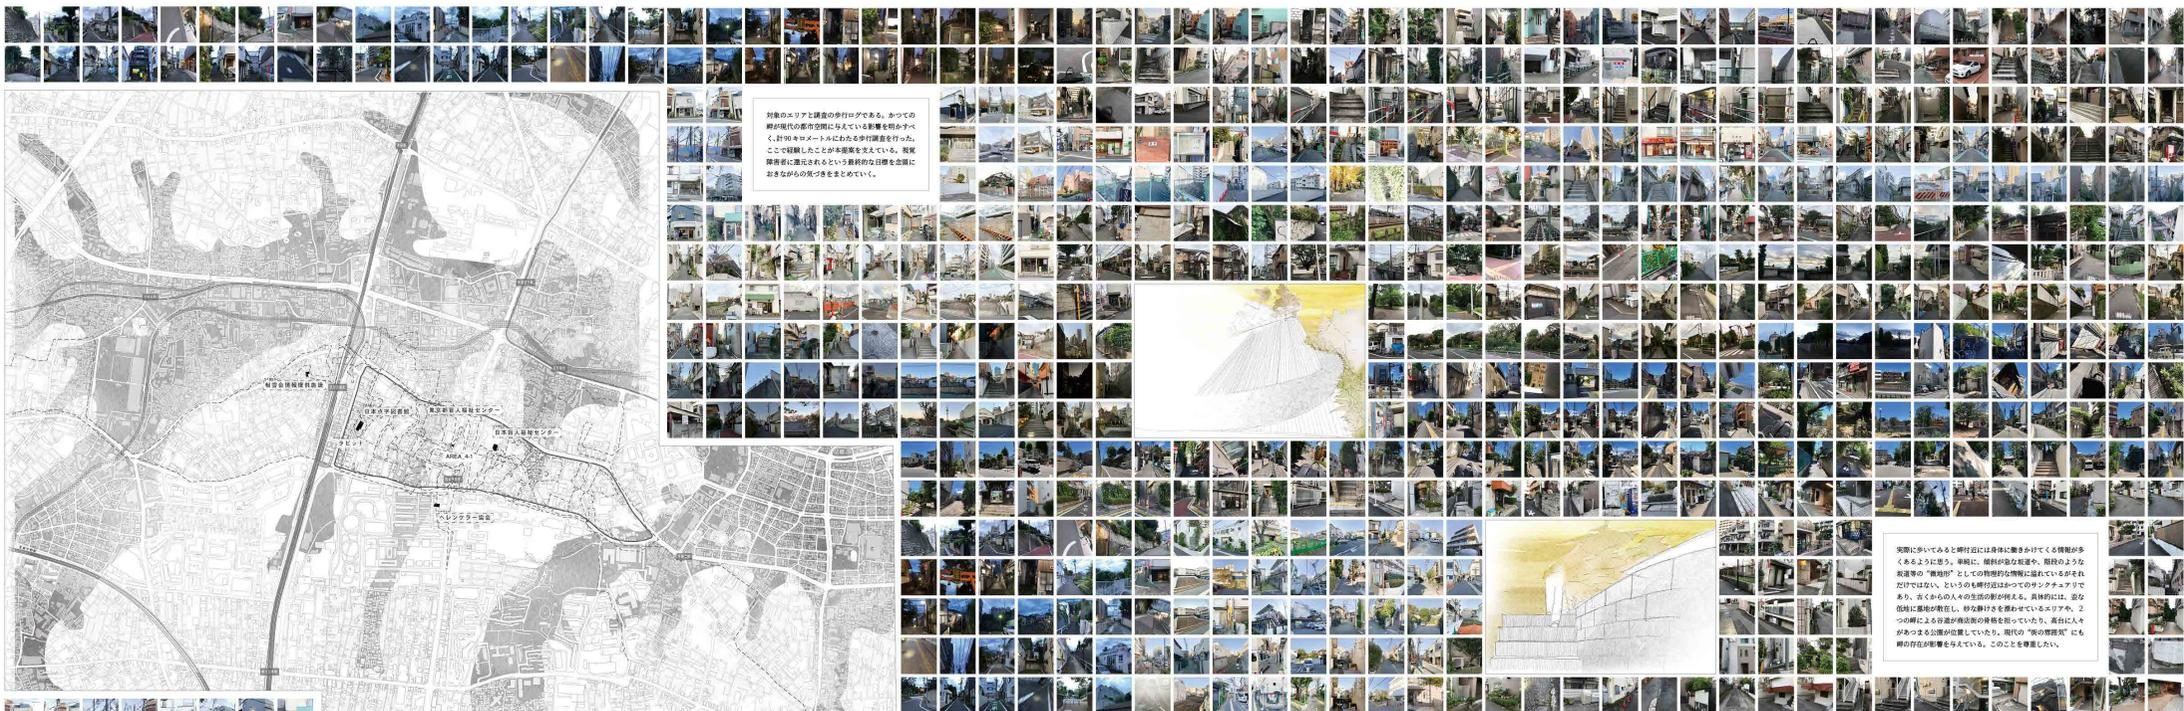 対象のエリアと調査の歩行ログである。かつての
岬が現代の都市空間に与えている影響を明かすべ
く、計90キロメートルにわたる歩行調査を行った。
ここで経験したことが本提案を支えている。視覚
障害者に還元されるという最終的な目標を念頭に
おきながらの気づきをまとめていく。
日本点字図書館
東京都盲人福祉センター
日本盲人福祉センター
ラビット
AREA_4-1
ヘレンケラー協会
実際に歩いてみると岬付近には身体に働きかけてくる情報が多
くあるように思う。単純に、傾斜が急な坂道や、階段のような
坂道等の“微地形”としての物理的な情報に溢れているがそれ
だけではない。というのも岬付近はかつてのサンクチュアリで
あり、古くからの人々の生活の影が伺える。具体的には、歪な
低地に墓地が散在し、妙な静けさを漂わせているエリアや、2
つの岬による谷道が商店街の骨格を担っていたり、高台に人々
があつまる公園が位置していたり。現代の“街の雰囲気”にも
岬の存在が影響を与えている。このことを尊重したい。